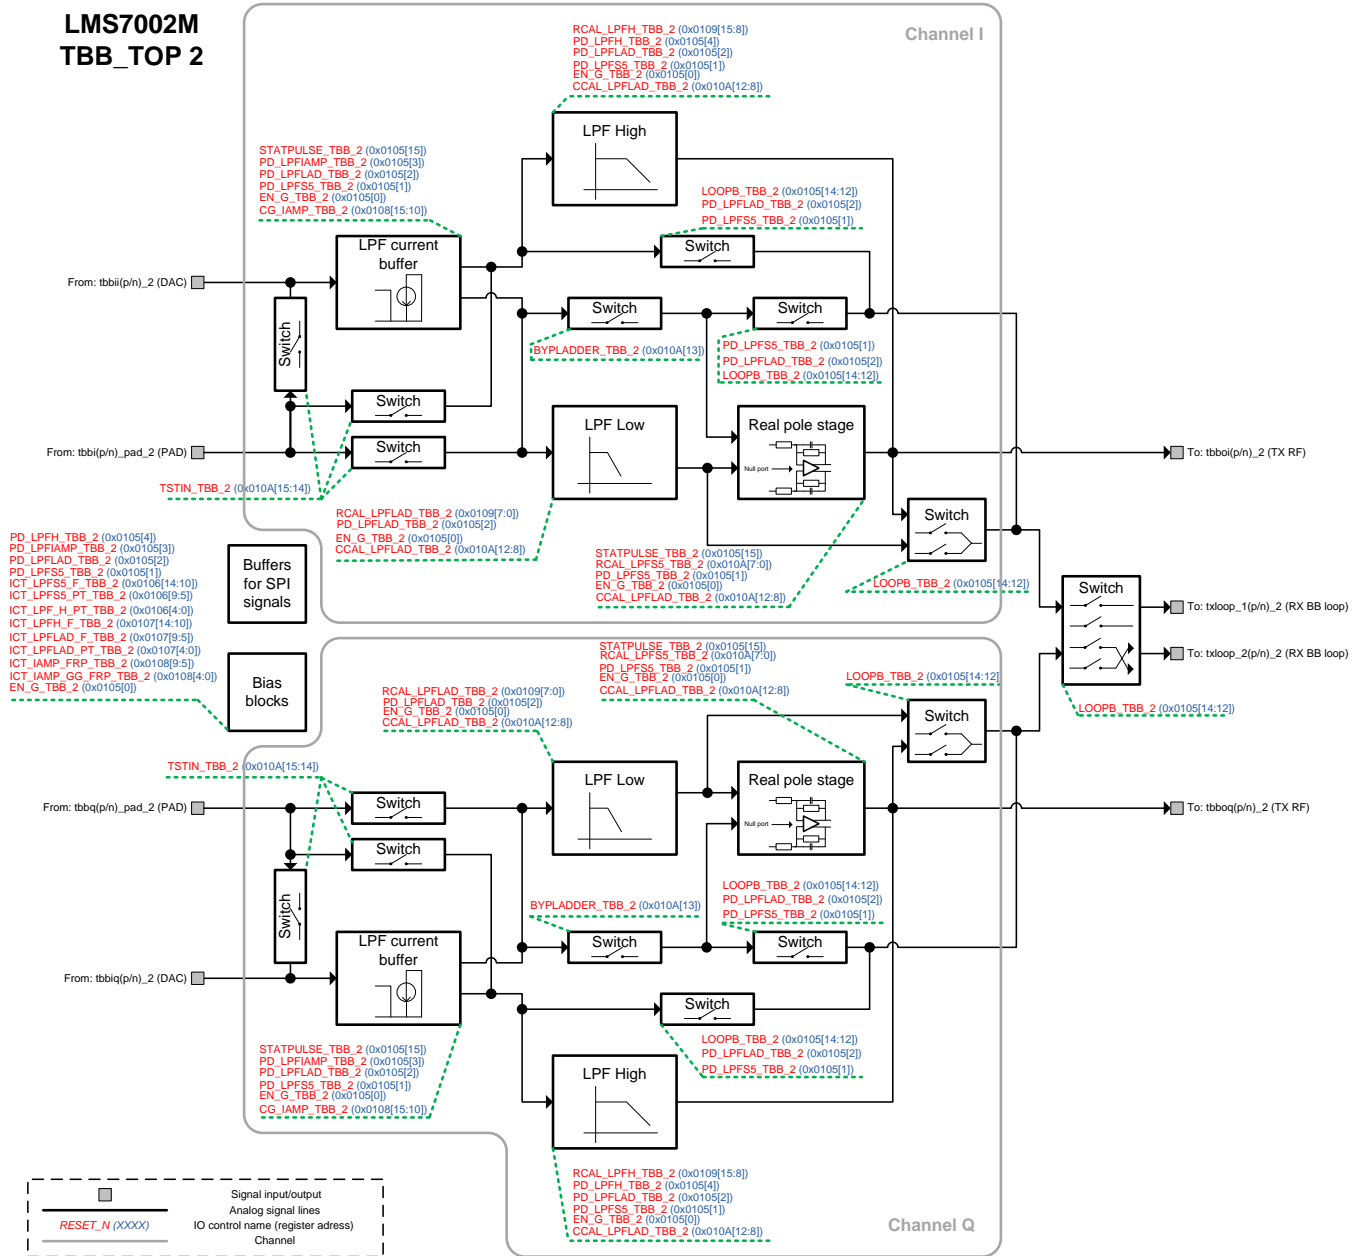 LMS7002M
TBB_TOP 2
Channel I
RCAL_LPFH_TBB_2 (0x0109[15:8])
PD_LPFH_TBB_2 (0x0105[4])
PD_LPFLAD_TBB_2 (0x0105[2])
PD_LPFS5_TBB_2 (0x0105[1])
EN_G_TBB_2 (0x0105[0])
CCAL_LPFLAD_TBB_2 (0x010A[12:8])
LPF High
STATPULSE_TBB_2 (0x0105[15])
PD_LPFIAMP_TBB_2 (0x0105[3])
PD_LPFLAD_TBB_2 (0x0105[2])
PD_LPFS5_TBB_2 (0x0105[1])
EN_G_TBB_2 (0x0105[0])
CG_IAMP_TBB_2 (0x0108[15:10])
LOOPB_TBB_2 (0x0105[14:12])
PD_LPFLAD_TBB_2 (0x0105[2])
PD_LPFS5_TBB_2 (0x0105[1])
LPF current
buffer
Switch
From: tbbii(p/n)_2 (DAC)
Switch
Switch
Switch
BYPLADDER_TBB_2 (0x010A[13])
PD_LPFS5_TBB_2 (0x0105[1])
PD_LPFLAD_TBB_2 (0x0105[2])
LOOPB_TBB_2 (0x0105[14:12])
Switch
Switch
LPF Low
Real pole stage
Null port
From: tbbi(p/n)_pad_2 (PAD)
To: tbboi(p/n)_2 (TX RF)
TSTIN_TBB_2 (0x010A[15:14])
RCAL_LPFLAD_TBB_2 (0x0109[7:0])
PD_LPFLAD_TBB_2 (0x0105[2])
EN_G_TBB_2 (0x0105[0])
CCAL_LPFLAD_TBB_2 (0x010A[12:8])
Switch
STATPULSE_TBB_2 (0x0105[15])
RCAL_LPFS5_TBB_2 (0x010A[7:0])
PD_LPFS5_TBB_2 (0x0105[1])
EN_G_TBB_2 (0x0105[0])
CCAL_LPFLAD_TBB_2 (0x010A[12:8])
LOOPB_TBB_2 (0x0105[14:12])
PD_LPFH_TBB_2 (0x0105[4])
PD_LPFIAMP_TBB_2 (0x0105[3])
PD_LPFLAD_TBB_2 (0x0105[2])
PD_LPFS5_TBB_2 (0x0105[1])
ICT_LPFS5_F_TBB_2 (0x0106[14:10])
ICT_LPFS5_PT_TBB_2 (0x0106[9:5])
ICT_LPF_H_PT_TBB_2 (0x0106[4:0])
ICT_LPFH_F_TBB_2 (0x0107[14:10])
ICT_LPFLAD_F_TBB_2 (0x0107[9:5])
ICT_LPFLAD_PT_TBB_2 (0x0107[4:0])
ICT_IAMP_FRP_TBB_2 (0x0108[9:5])
ICT_IAMP_GG_FRP_TBB_2 (0x0108[4:0])
EN_G_TBB_2 (0x0105[0])
Buffers
for SPI
signals
Bias
blocks
Switch
To: txloop_1(p/n)_2 (RX BB loop)
To: txloop_2(p/n)_2 (RX BB loop)
LOOPB_TBB_2 (0x0105[14:12])
STATPULSE_TBB_2 (0x0105[15])
RCAL_LPFS5_TBB_2 (0x010A[7:0])
PD_LPFS5_TBB_2 (0x0105[1])
EN_G_TBB_2 (0x0105[0])
CCAL_LPFLAD_TBB_2 (0x010A[12:8])
LOOPB_TBB_2 (0x0105[14:12]
RCAL_LPFLAD_TBB_2 (0x0109[7:0])
PD_LPFLAD_TBB_2 (0x0105[2])
EN_G_TBB_2 (0x0105[0])
CCAL_LPFLAD_TBB_2 (0x010A[12:8])
Switch
TSTIN_TBB_2 (0x010A[15:14])
LPF Low
Real pole stage
Null port
From: tbbq(p/n)_pad_2 (PAD)
Switch
Switch
To: tbboq(p/n)_2 (TX RF)
Switch
BYPLADDER_TBB_2 (0x010A[13])
LOOPB_TBB_2 (0x0105[14:12])
PD_LPFLAD_TBB_2 (0x0105[2])
PD_LPFS5_TBB_2 (0x0105[1])
LPF current
buffer
Switch
Switch
From: tbbiq(p/n)_2 (DAC)
Switch
LOOPB_TBB_2 (0x0105[14:12])
PD_LPFLAD_TBB_2 (0x0105[2])
PD_LPFS5_TBB_2 (0x0105[1])
STATPULSE_TBB_2 (0x0105[15])
PD_LPFIAMP_TBB_2 (0x0105[3])
PD_LPFLAD_TBB_2 (0x0105[2])
PD_LPFS5_TBB_2 (0x0105[1])
EN_G_TBB_2 (0x0105[0])
CG_IAMP_TBB_2 (0x0108[15:10])
LPF High
RCAL_LPFH_TBB_2 (0x0109[15:8])
PD_LPFH_TBB_2 (0x0105[4])
PD_LPFLAD_TBB_2 (0x0105[2])
PD_LPFS5_TBB_2 (0x0105[1])
EN_G_TBB_2 (0x0105[0])
CCAL_LPFLAD_TBB_2 (0x010A[12:8])
Channel Q
Signal input/output
Analog signal lines
RESET_N (XXXX) IO control name (register adress)
Channel